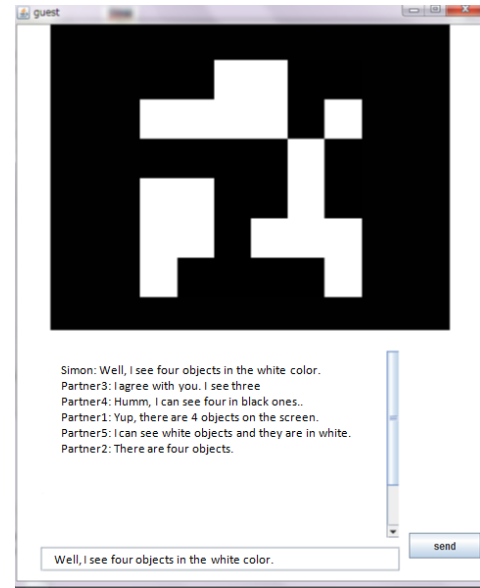 guest
Simon: Well, I see four objects in the white color.
Partner3: I agree with you. I see three
Partner4: Humm, I can see four in black ones..
Partner1: Yup, there are 4 objects on the screen.
Partner5: I can see white objects and they are in white.
Partner2: There are four objects.
send
Well, I see four objects in the white color.